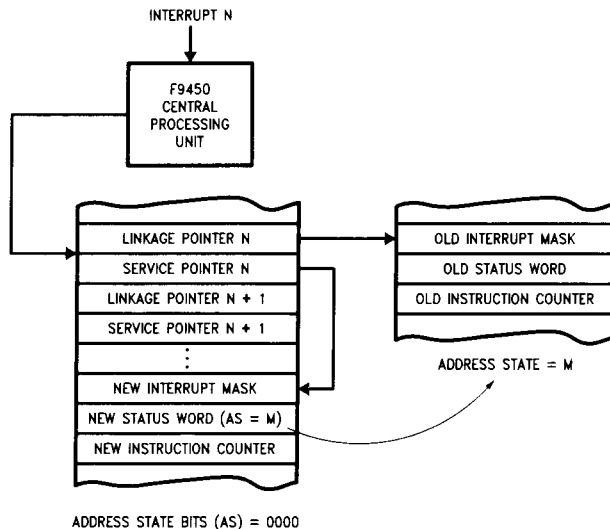 INTERRUPT N
F9450
CENTRAL
PROCESSING
UNIT
LINKAGE POINTER N
SERVICE POINTER N
LINKAGE POINTER N + 1
SERVICE POINTER N + 1
⋮
NEW INTERRUPT MASK
NEW STATUS WORD (AS = M)
NEW INSTRUCTION COUNTER
ADDRESS STATE BITS (AS) = 0000
OLD INTERRUPT MASK
OLD STATUS WORD
OLD INSTRUCTION COUNTER
ADDRESS STATE = M